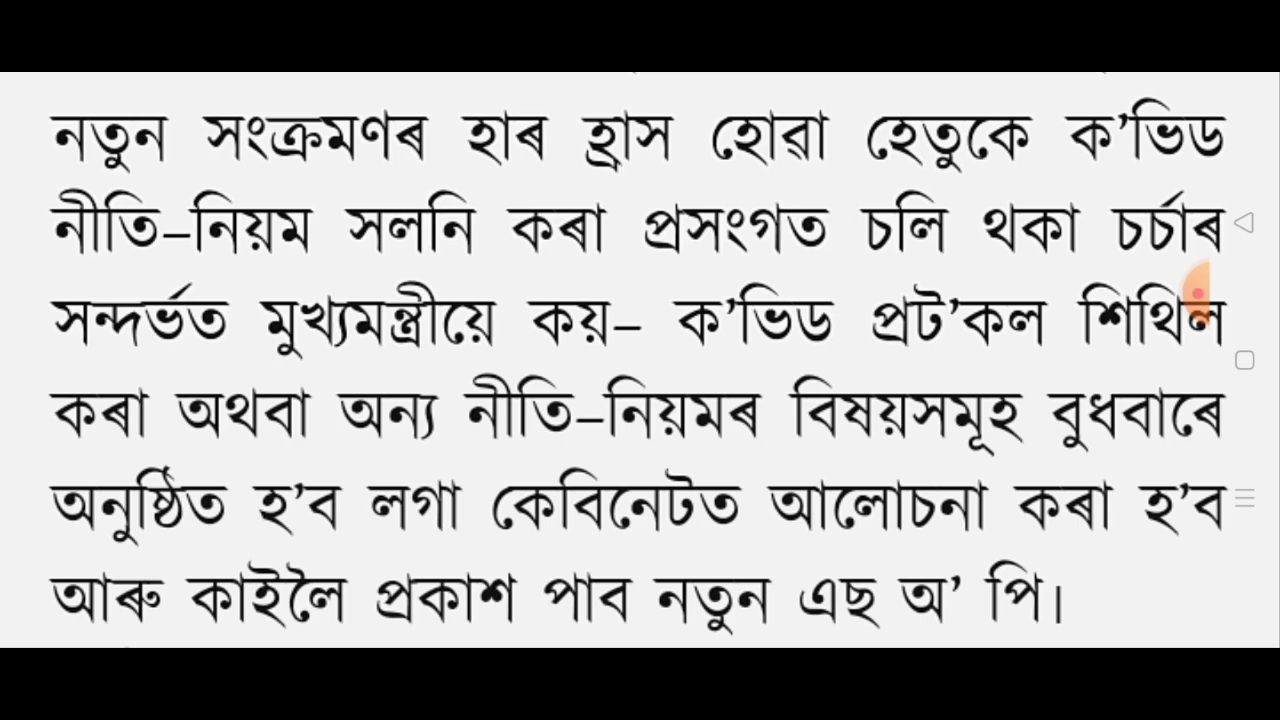 নতুন সংক্ৰমণৰ হাৰ হ্ৰাস হোৱা হেতুকে ক’ভিড
নীতি–নিয়ম সলনি কৰা প্ৰসংগত চলি থকা চৰ্চাৰ
সন্দৰ্ভত মুখ্যমন্ত্ৰীয়ে কয়– ক’ভিড প্ৰট’কল শিথিল
কৰা অথবা অন্য নীতি–নিয়মৰ বিষয়সমূহ বুধবাৰে
অনুষ্ঠিত হ’ব লগা কেবিনেটত আলোচনা কৰা হ’ব
আৰু কাইলৈ প্ৰকাশ পাব নতুন এছ অ’ পি।